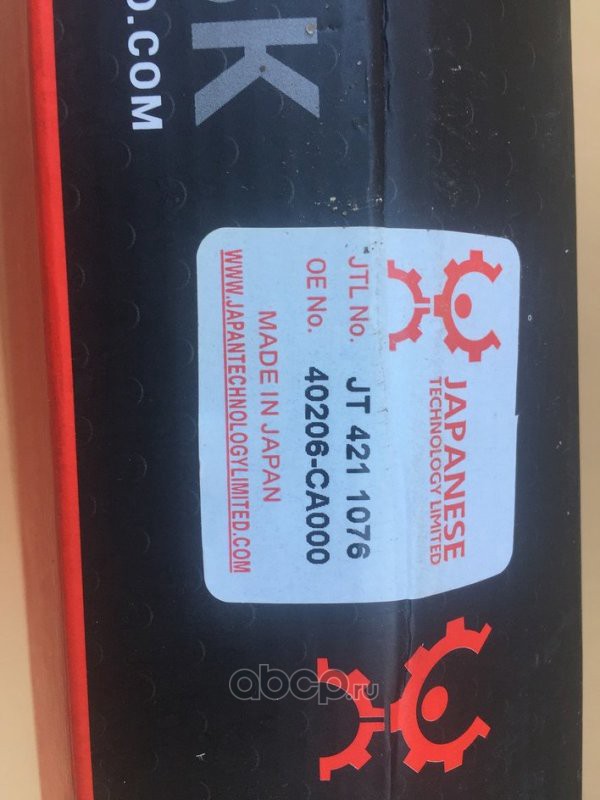 JAPANESE
TECHNOLOGY LIMITED
JTL No. JT 421 1076
OE No. 40206-CA000
MADE IN JAPAN
WWW.JAPANTECHNOLOGYLIMITED.COM
D.COM
abcp.ru